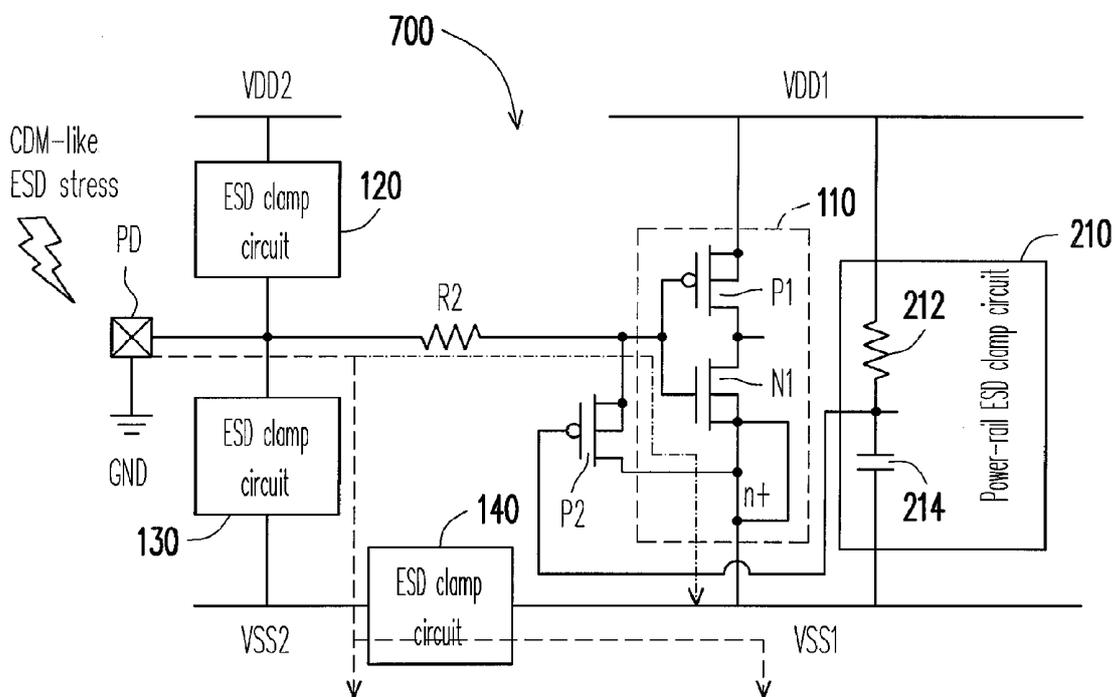 700
VDD2
VDD1
CDM-like
ESD stress
ESD clamp
circuit
120
110
PD
210
R2
P1
212
N1
Power-rail ESD clamp circuit
ESD clamp
circuit
GND
P2
n+
214
130
140
ESD clamp
circuit
VSS2
VSS1